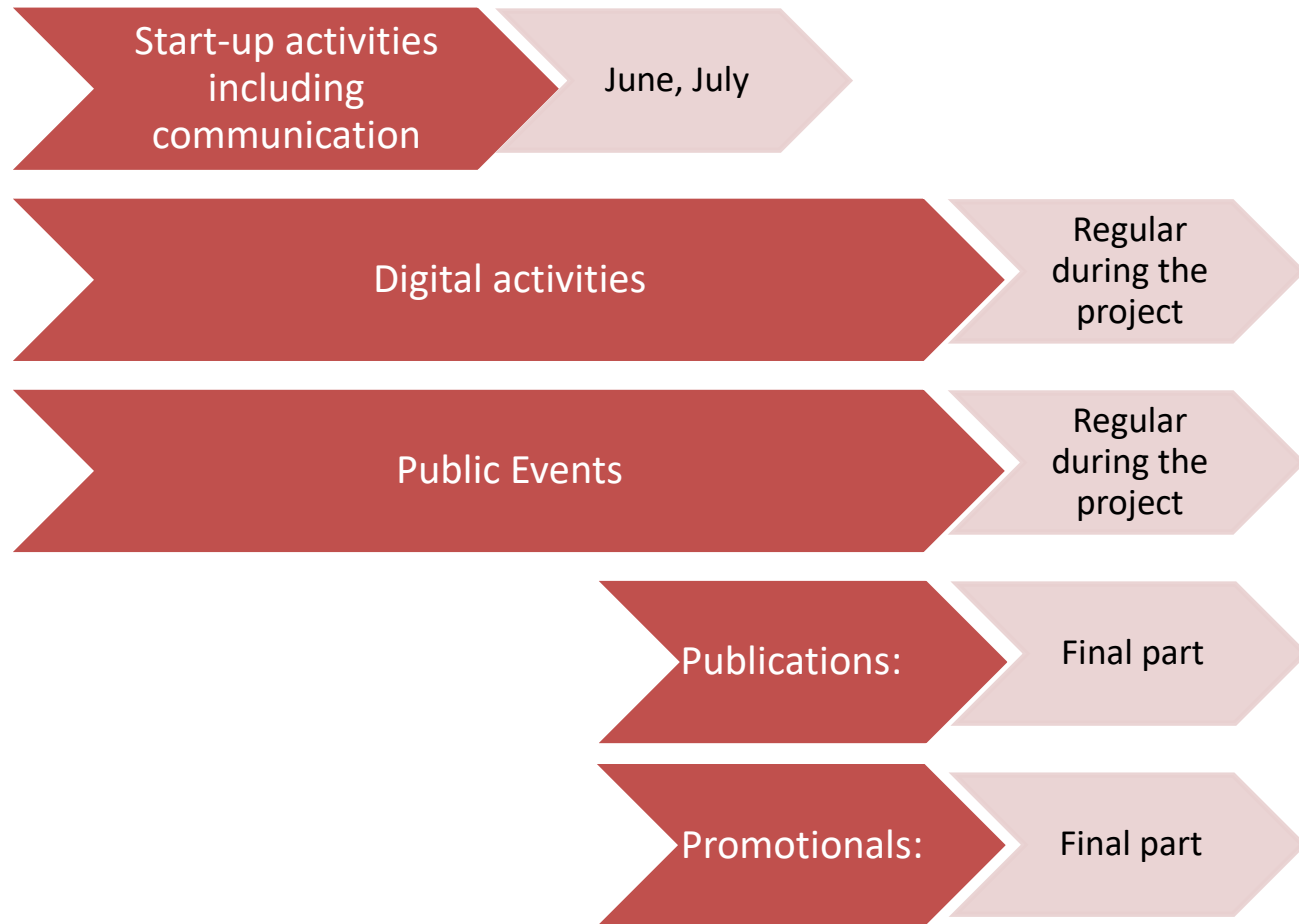 Start-up activities
including
communication
June, July
Digital activities
Regular
during the
project
Public Events
Regular
during the
project
Publications:
Final part
Promotionals:
Final part